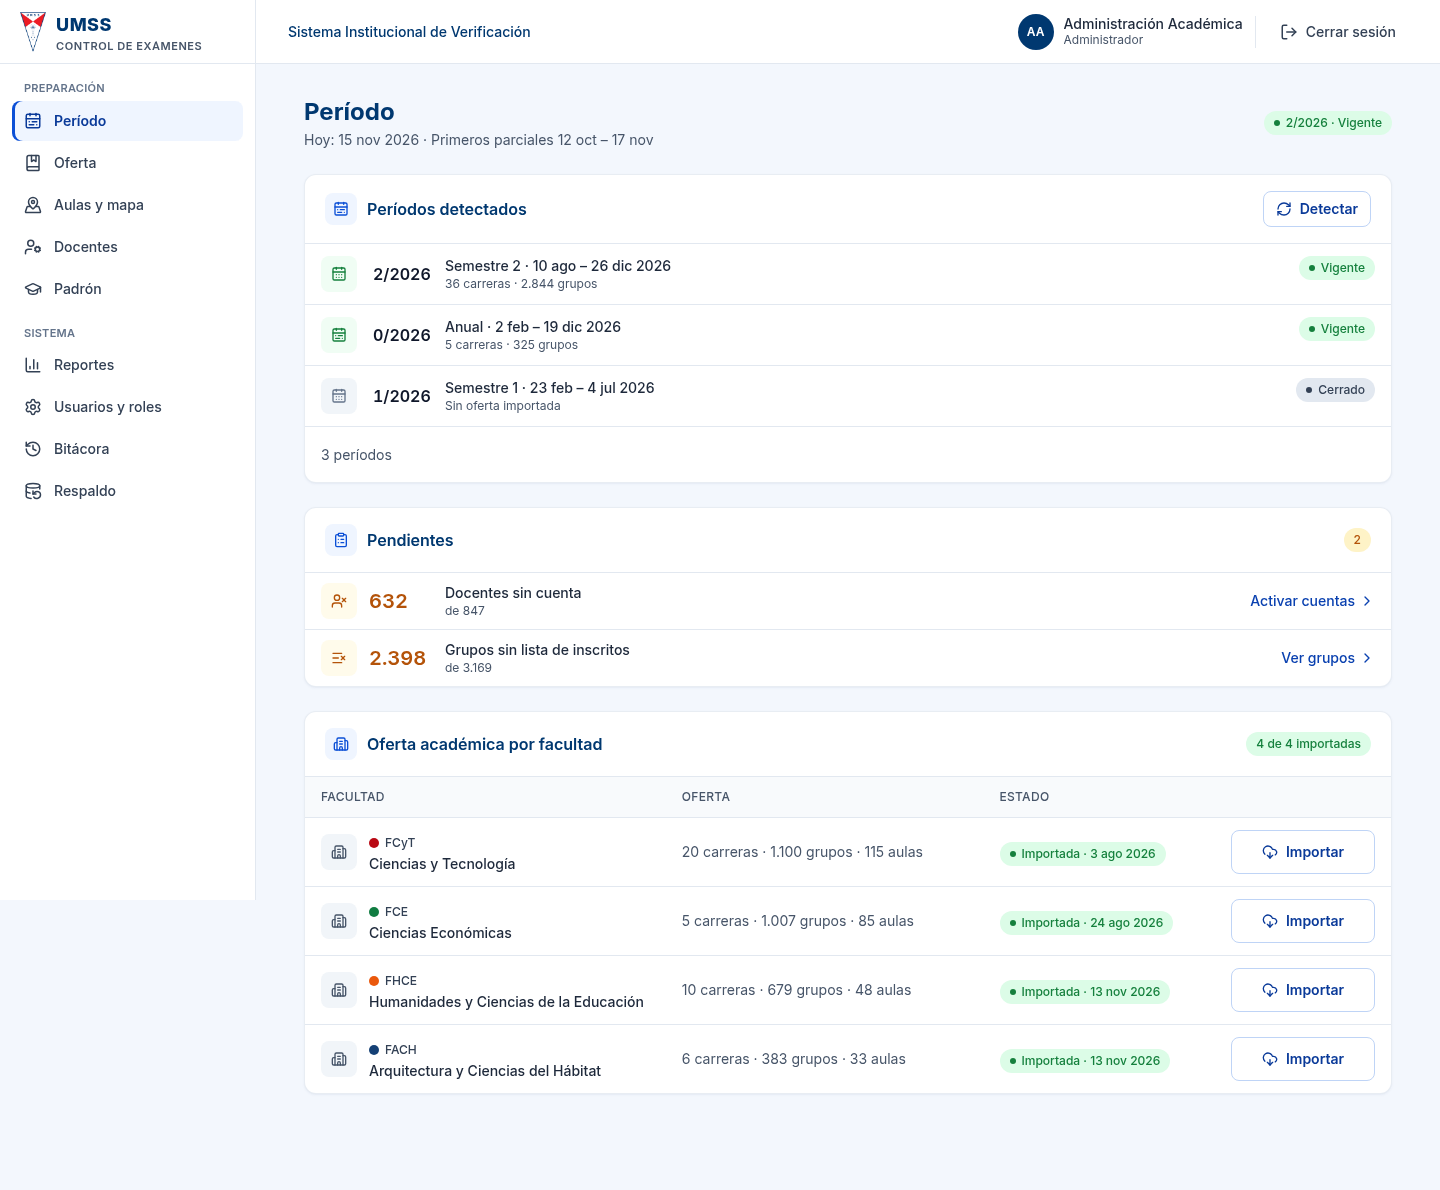 UMSS
CONTROL DE EXÁMENES
Sistema Institucional de Verificación
AA
Administración Académica
Administrador
Cerrar sesión
PREPARACIÓN
Período
Oferta
Aulas y mapa
Docentes
Padrón
SISTEMA
Reportes
Usuarios y roles
Bitácora
Respaldo
Período
Hoy: 15 nov 2026 · Primeros parciales 12 oct – 17 nov
2/2026 · Vigente
Períodos detectados
Detectar
2/2026
Semestre 2 · 10 ago – 26 dic 2026
36 carreras · 2.844 grupos
Vigente
0/2026
Anual · 2 feb – 19 dic 2026
5 carreras · 325 grupos
Vigente
1/2026
Semestre 1 · 23 feb – 4 jul 2026
Sin oferta importada
Cerrado
3 períodos
Pendientes
2
632
Docentes sin cuenta
de 847
Activar cuentas
2.398
Grupos sin lista de inscritos
de 3.169
Ver grupos
Oferta académica por facultad
4 de 4 importadas
FACULTAD OFERTA ESTADO
FCyT
Ciencias y Tecnología
20 carreras · 1.100 grupos · 115 aulas
Importada · 3 ago 2026
Importar
FCE
Ciencias Económicas
5 carreras · 1.007 grupos · 85 aulas
Importada · 24 ago 2026
Importar
FHCE
Humanidades y Ciencias de la Educación
10 carreras · 679 grupos · 48 aulas
Importada · 13 nov 2026
Importar
FACH
Arquitectura y Ciencias del Hábitat
6 carreras · 383 grupos · 33 aulas
Importada · 13 nov 2026
Importar